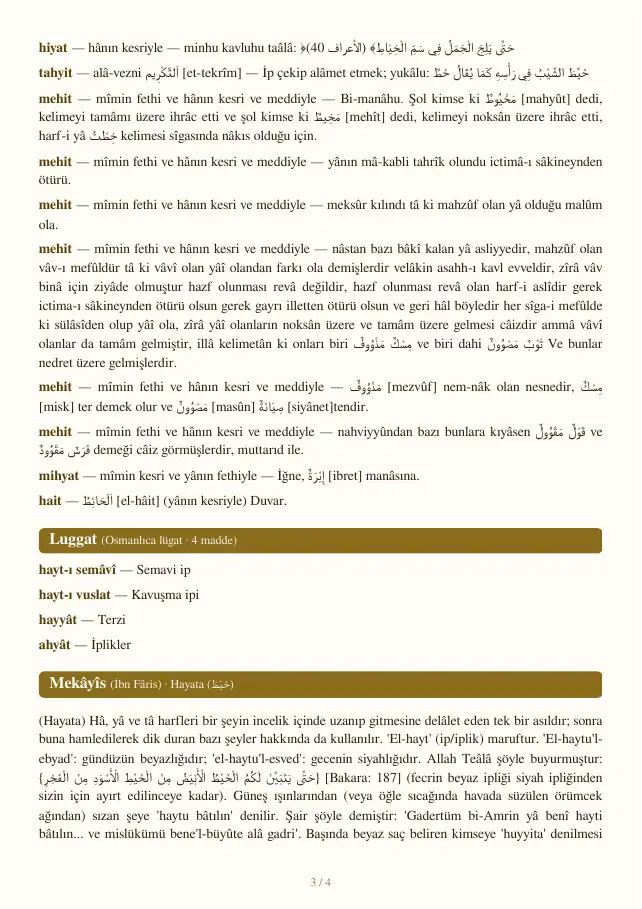 hiyat — hânın kesriyle — minhu kavluhu taâlâ: ﴿حَتَّى يَلِجَ الْجَمَلُ فِي سَمِّ الْخِيَاطِ﴾ (الأعراف 40)
tahyit — alâ-vezni اَلتَّكْرِيم [et-tekrîm] — İp çekip alâmet etmek; yukâlu: خَيَّطَ الشَّيْبُ فِي رَأْسِهِ كَمَا يُقَالُ خَطَّ
mehit — mîmin fethi ve hânın kesri ve meddiyle — Bi-manâhu. Şol kimse ki مَخْيُوطٌ [mahyût] dedi,
kelimeyi tamâmı üzere ihrâc etti ve şol kimse ki مَخِيطٌ [mehît] dedi, kelimeyi noksân üzere ihrâc etti,
harf-i yâ خِطْتُ kelimesi sîgasında nâkıs olduğu için.
mehit — mîmin fethi ve hânın kesri ve meddiyle — yânın mâ-kabli tahrîk olundu ictimâ-ı sâkineynden
ötürü.
mehit — mîmin fethi ve hânın kesri ve meddiyle — meksûr kılındı tâ ki mahzûf olan yâ olduğu malûm
ola.
mehit — mîmin fethi ve hânın kesri ve meddiyle — nâstan bazı bâkî kalan yâ asliyyedir, mahzûf olan
vâv-ı mefûldür tâ ki vâvî olan yaî olandan farkı ola demişlerdir velâkin asahh-ı kavl evveldir, zîrâ vâv
binâ için ziyâde olmuştur hazf olunması revâ değildir, hazf olunması revâ olan harf-i aslîdir gerek
ictima-ı sâkineynden ötürü olsun gerek gayrı illetten ötürü olsun ve geri hâl böyledir her sîga-i mefûlde
ki sülâsîden olup yaî ola, zîrâ yaî olanların noksân üzere ve tamâm üzere gelmesi câizdir ammâ vâvî
olanlar da tamâm gelmiştir, illâ kelimetân ki onları biri مِسْكٌ مَدْوُوفٌ ve biri dahi ثَوْبٌ مَصْوُونٌ Ve bunlar
nedret üzere gelmişlerdir.
mehit — mîmin fethi ve hânın kesri ve meddiyle — مَدْوُوفٌ [mezvûf] nem-nâk olan nesnedir, مِسْكٌ
[misk] ter demek olur ve مَصْوُونٌ [masûn] صِيَانَةٌ [siyânet]tendir.
mehit — mîmin fethi ve hânın kesri ve meddiyle — nahviyyûndan bazı bunlara kıyâsen قَوْلٌ مَقْوُولٌ ve
فَرَسٌ مَقْوُودٌ demeği câiz görmüşlerdir, muttarıd ile.
mihyat — mîmin kesri ve yânın fethiyle — İğne, إِبْرَةٌ [ibret] manâsına.
hait — اَلْحَائِطُ [el-hâit] (yânın kesriyle) Duvar.
Luggat (Osmanlıca lügat · 4 madde)
hayt-ı semâvî — Semavi ip
hayt-ı vuslat — Kavuşma ipi
hayyât — Terzi
ahyât — İplikler
Mekâyîs (İbn Fâris) · Hayata (خَيَطَ)
(Hayata) Hâ, yâ ve tâ harfleri bir şeyin incelik içinde uzanıp gitmesine delâlet eden tek bir asıldır; sonra
buna hamledilerek dik duran bazı şeyler hakkında da kullanılır. 'El-hayt' (ip/iplik) maruftur. 'El-haytu'l-
ebyad': gündüzün beyazlığıdır; 'el-haytu'l-esved': gecenin siyahlığıdır. Allah Teâlâ şöyle buyurmuştur:
{حَتَّى يَتَبَيَّنَ لَكُمُ الْخَيْطُ الْأَبْيَضُ مِنَ الْخَيْطِ الْأَسْوَدِ مِنَ الْفَجْرِ} [Bakara: 187] (fecrin beyaz ipliği siyah ipliğinden
sizin için ayırt edilinceye kadar). Güneş ışınlarından (veya öğle sıcağında havada süzülen örümcek
ağından) sızan şeye 'haytu bâtılın' denilir. Şair şöyle demiştir: 'Gadertüm bi-Amrin yâ benî hayti
bâtılın... ve mislükümü bene'l-büyûte alâ gadri'. Başında beyaz saç beliren kimseye 'huyyita' denilmesi
3 / 4